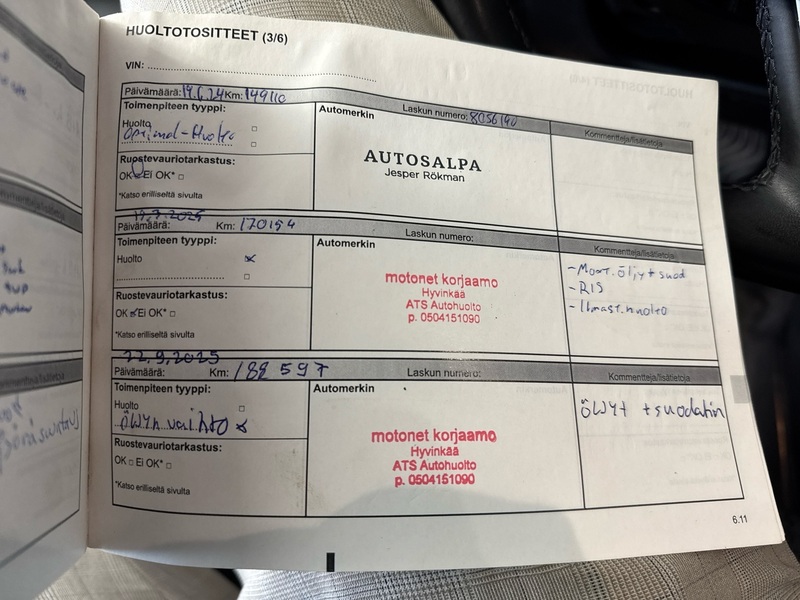 HUOLTOTOSITTEET (3/6)
VIN:
Päivämäärä: 14.6.24 Km: 149110 Laskun numero: 8056140
Toimenpiteen tyyppi:
Huolto
Optimal-Huolto
Ruostevauriotarkastus:
OK Ei OK*
*Katso erilliseltä sivulta
Automerkin
AUTOSALPA
Jesper Rökman
Kommentteja/lisätietoja
Päivämäärä: 17.7.2025 Km: 170154 Laskun numero:
Toimenpiteen tyyppi:
Huolto x
Ruostevauriotarkastus:
OK x Ei OK*
*Katso erilliseltä sivulta
Automerkin
motonet korjaamo
Hyvinkää
ATS Autohuolto
p. 0504151090
Kommentteja/lisätietoja
- Moot. öljyt + suod
- RIS
- Ilmast. huolto
Päivämäärä: 22.9.2025 Km: 188 597 Laskun numero:
Toimenpiteen tyyppi:
Huolto
ÖLJYN vaihto x
Ruostevauriotarkastus:
OK Ei OK*
*Katso erilliseltä sivulta
Automerkin
motonet korjaamo
Hyvinkää
ATS Autohuolto
p. 0504151090
Kommentteja/lisätietoja
ÖLJYt + suodatin
6.11